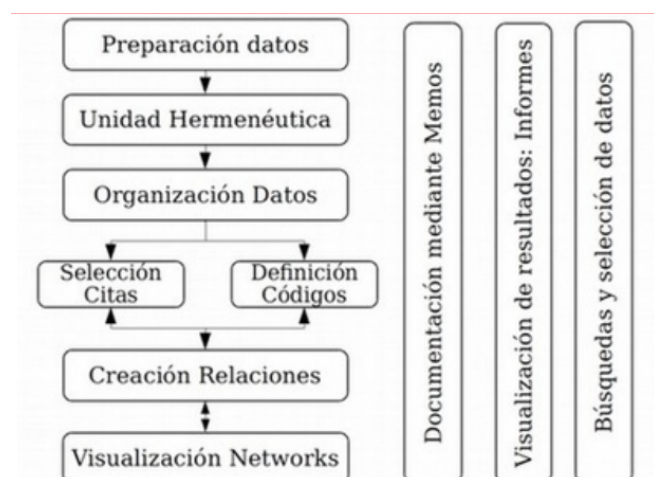 Preparación datos
Unidad Hermenéutica
Organización Datos
Selección
Citas
Definición
Códigos
Creación Relaciones
Visualización Networks
Documentación mediante Memos
Visualización de resultados: Informes
Búsquedas y selección de datos